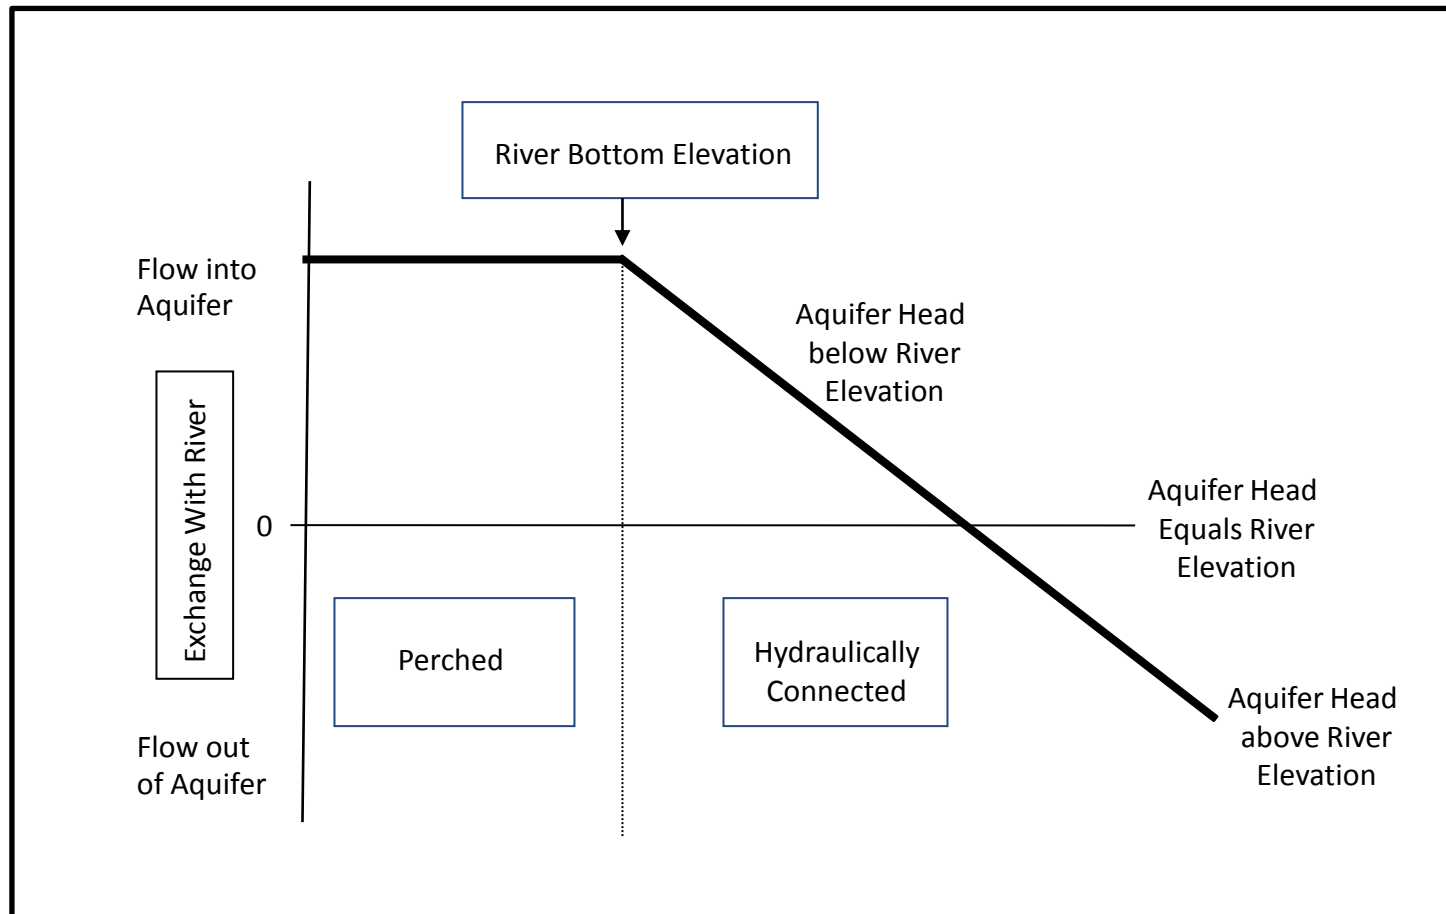 River Bottom Elevation
Flow into
Aquifer
Aquifer Head
below River
Elevation
Exchange With River
0
Aquifer Head
Equals River
Elevation
Perched
Hydraulically
Connected
Flow out
of Aquifer
Aquifer Head
above River
Elevation